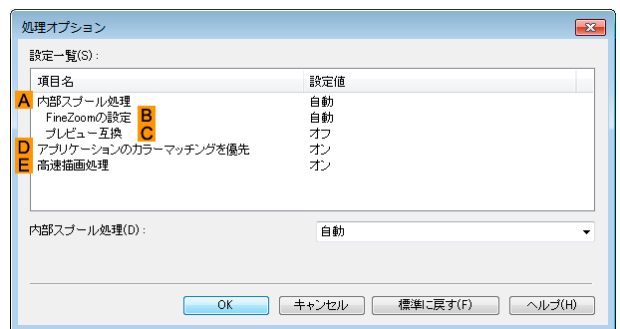 処理オプション
設定一覧(S):
項目名 設定値
A 内部スプール処理 自動
FineZoomの設定 B 自動
プレビュー互換 C オフ
D アプリケーションのカラーマッチングを優先 オン
E 高速描画処理 オン
内部スプール処理(D): 自動
OK キャンセル 標準に戻す(F) ヘルプ(H)